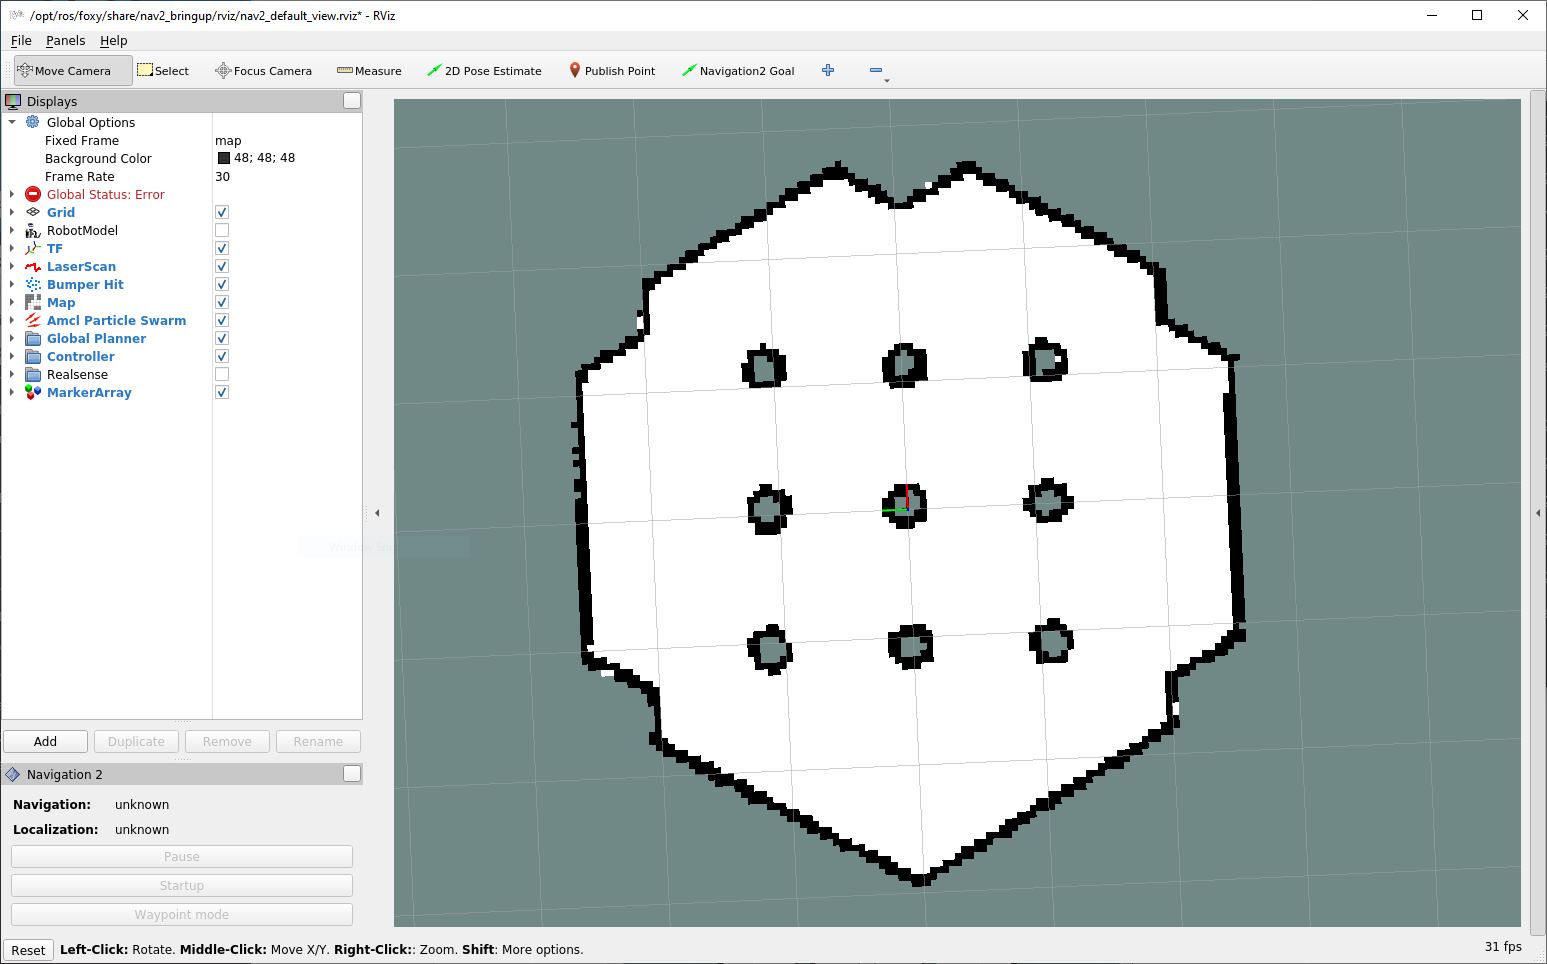 /opt/ros/foxy/share/nav2_bringup/rviz/nav2_default_view.rviz* - RViz
File Panels Help
Move Camera Select Focus Camera Measure 2D Pose Estimate Publish Point Navigation2 Goal
Displays
Global Options
Fixed Frame map
Background Color 48; 48; 48
Frame Rate 30
Global Status: Error
Grid
RobotModel
TF
LaserScan
Bumper Hit
Map
Amcl Particle Swarm
Global Planner
Controller
Realsense
MarkerArray
Window
Add Duplicate Remove Rename
Navigation 2
Navigation: unknown
Localization: unknown
Pause
Startup
Waypoint mode
Reset Left-Click: Rotate. Middle-Click: Move X/Y. Right-Click:: Zoom. Shift: More options. 31 fps